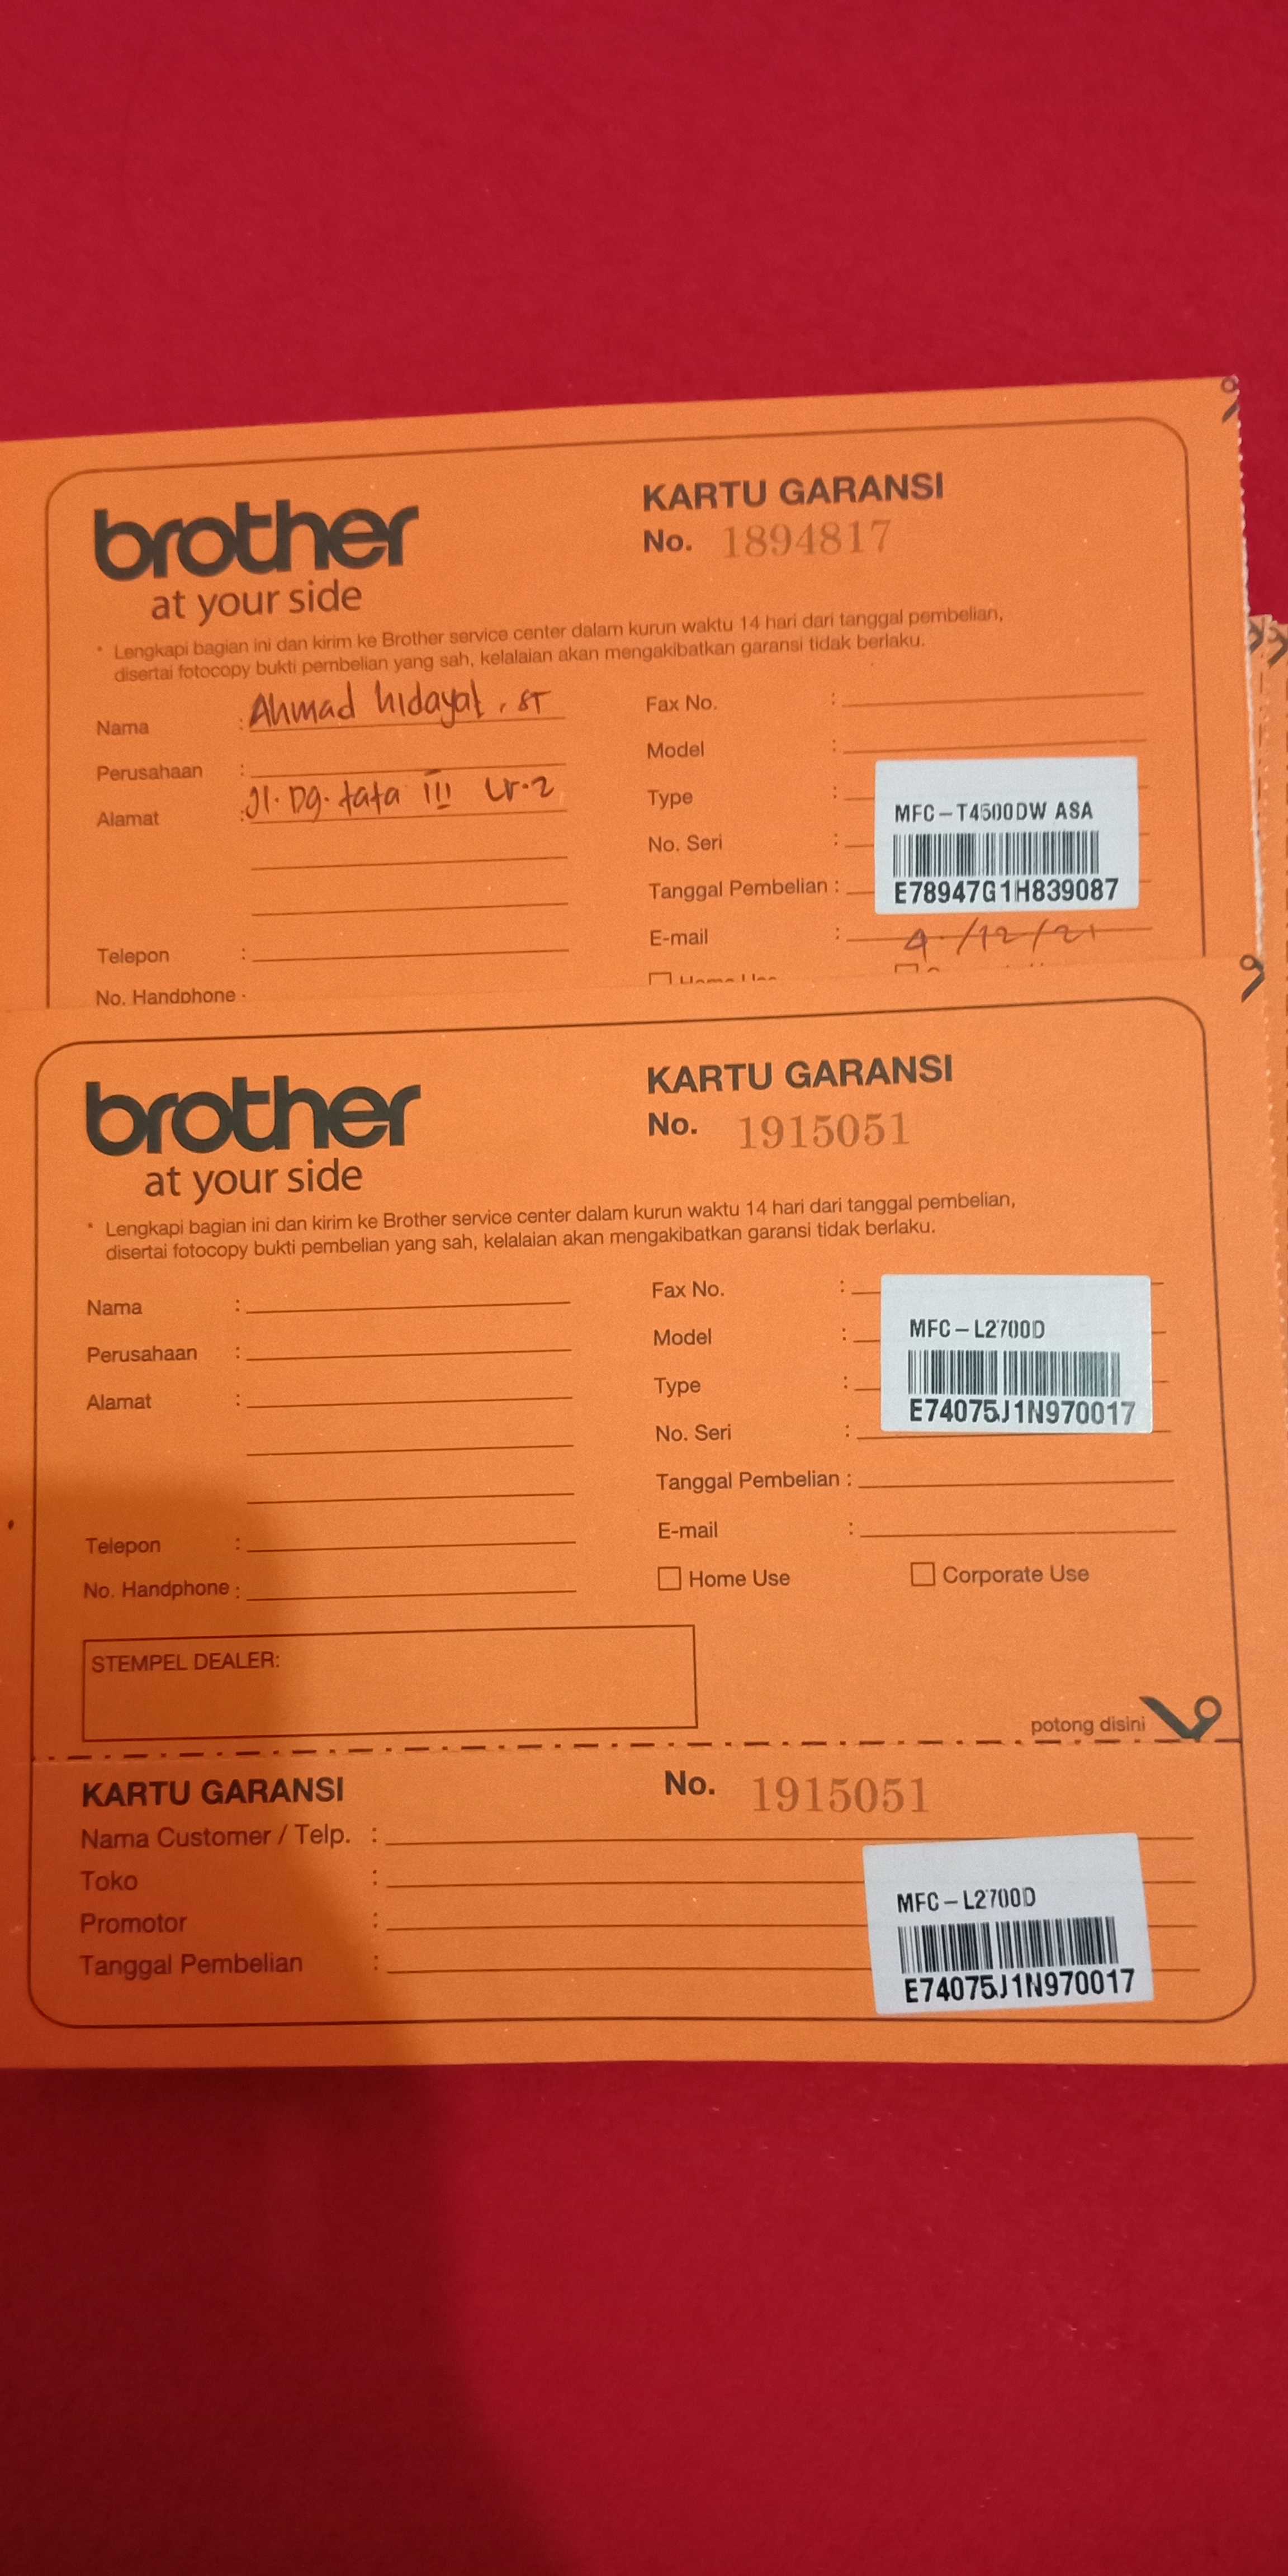 brother
at your side
KARTU GARANSI
No. 1894817
* Lengkapi bagian ini dan kirim ke Brother service center dalam kurun waktu 14 hari dari tanggal pembelian,
disertai fotocopy bukti pembelian yang sah, kelalaian akan mengakibatkan garansi tidak berlaku.
Nama : Ahmad hidayat, ST
Perusahaan :
Alamat : Jl. Dg. tata III Lr.2
Telepon :
No. Handphone
Fax No. :
Model :
Type :
No. Seri :
Tanggal Pembelian :
MFC-T4500DW ASA
E78947G1H839087
E-mail : 4/12/21
Home Use
brother
at your side
KARTU GARANSI
No. 1915051
* Lengkapi bagian ini dan kirim ke Brother service center dalam kurun waktu 14 hari dari tanggal pembelian,
disertai fotocopy bukti pembelian yang sah, kelalaian akan mengakibatkan garansi tidak berlaku.
Nama :
Perusahaan :
Alamat :
Telepon :
No. Handphone :
Fax No. :
Model :
Type :
No. Seri :
MFC-L2700D
E74075J1N970017
Tanggal Pembelian :
E-mail :
Home Use
Corporate Use
STEMPEL DEALER:
potong disini
KARTU GARANSI
No. 1915051
Nama Customer / Telp. :
Toko :
Promotor :
Tanggal Pembelian :
MFC-L2700D
E74075J1N970017